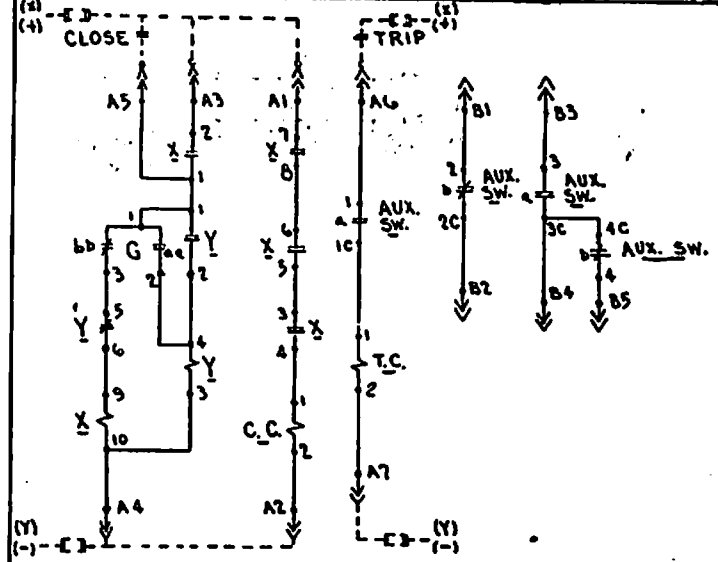 (X)
(+)
CLOSE
TRIP
(X)
(+)
A5
A3
A1
A6
B1
B3
2
X
1
7
X
8
2
b
AUX.
SW.
2C
3
a
AUX.
SW.
3C
4C
b
AUX. SW.
4
1
a
AUX.
SW.
1C
1
1
bb
G
aa
Y
3
2
2
6
X
5
B2
B4
B5
5
Y
6
4
Y
3
3
X
4
1
T.C.
2
9
X
10
1
C.C.
2
A4
A2
A7
(Y)
(-)
(Y)
(-)